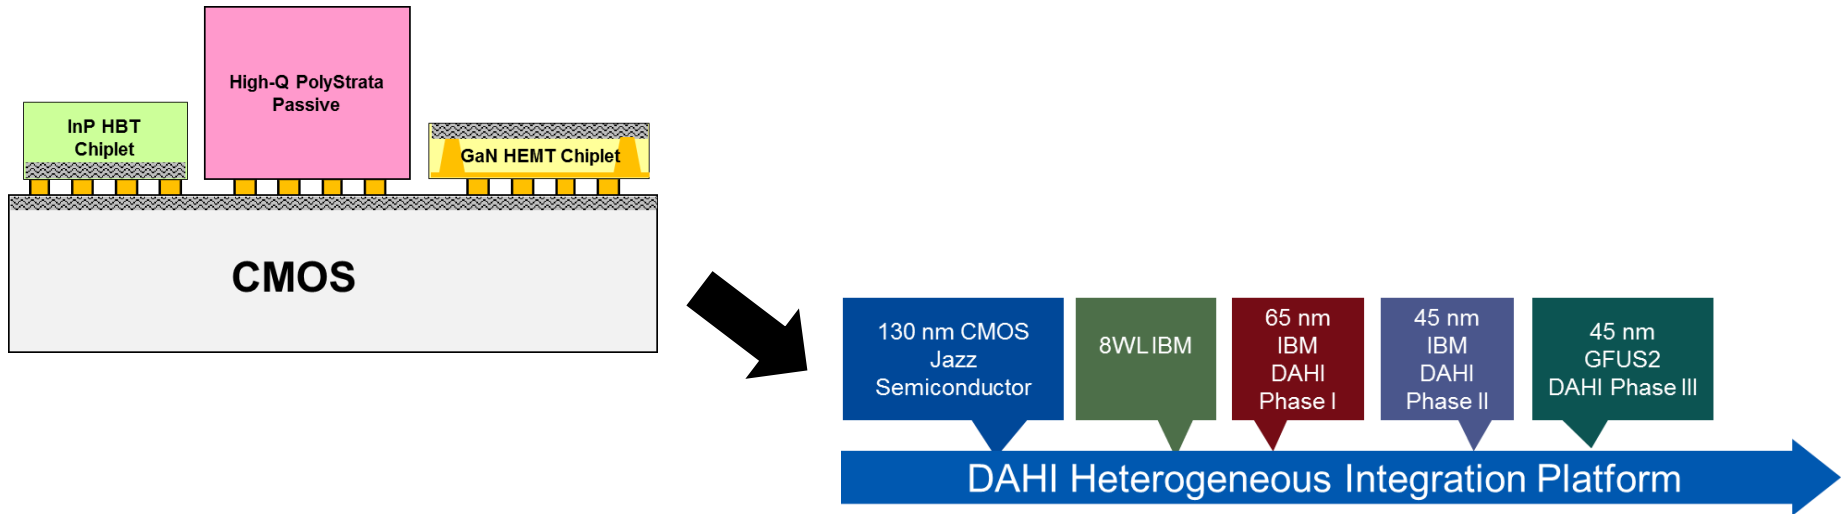 High-Q PolyStrata
Passive
InP HBT
Chiplet
GaN HEMT Chiplet
CMOS
130 nm CMOS
Jazz
Semiconductor
8WL IBM
65 nm
IBM
DAHI
Phase I
45 nm
IBM
DAHI
Phase II
45 nm
GFUS2
DAHI Phase III
DAHI Heterogeneous Integration Platform